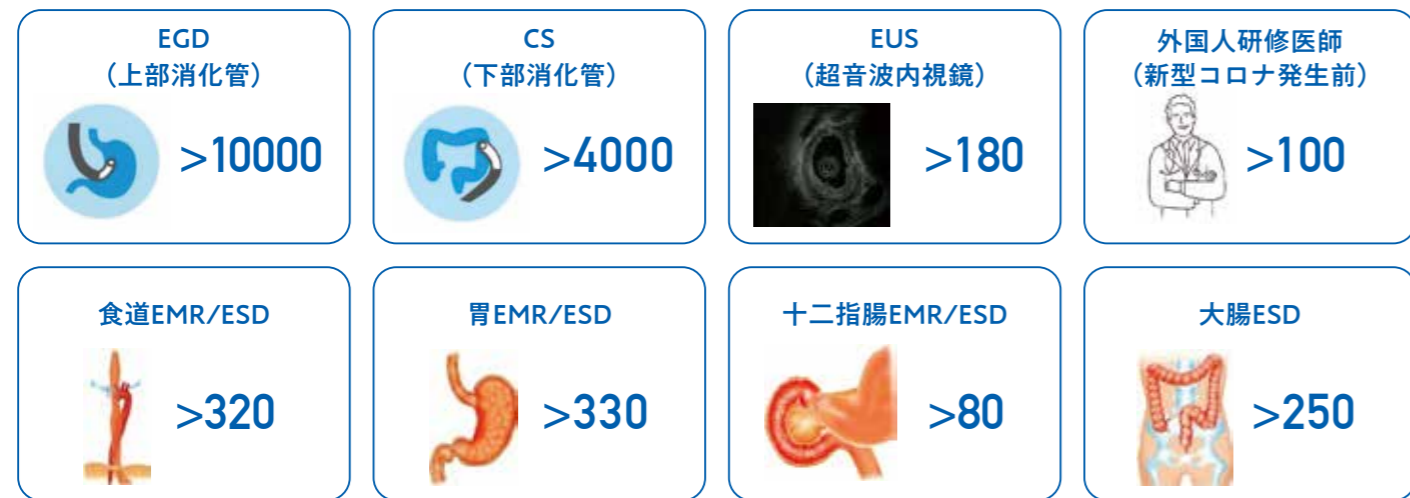 EGD
（上部消化管）
>10000
CS
（下部消化管）
>4000
EUS
（超音波内視鏡）
>180
外国人研修医師
（新型コロナ発生前）
>100
食道EMR/ESD
>320
胃EMR/ESD
>330
十二指腸EMR/ESD
>80
大腸ESD
>250